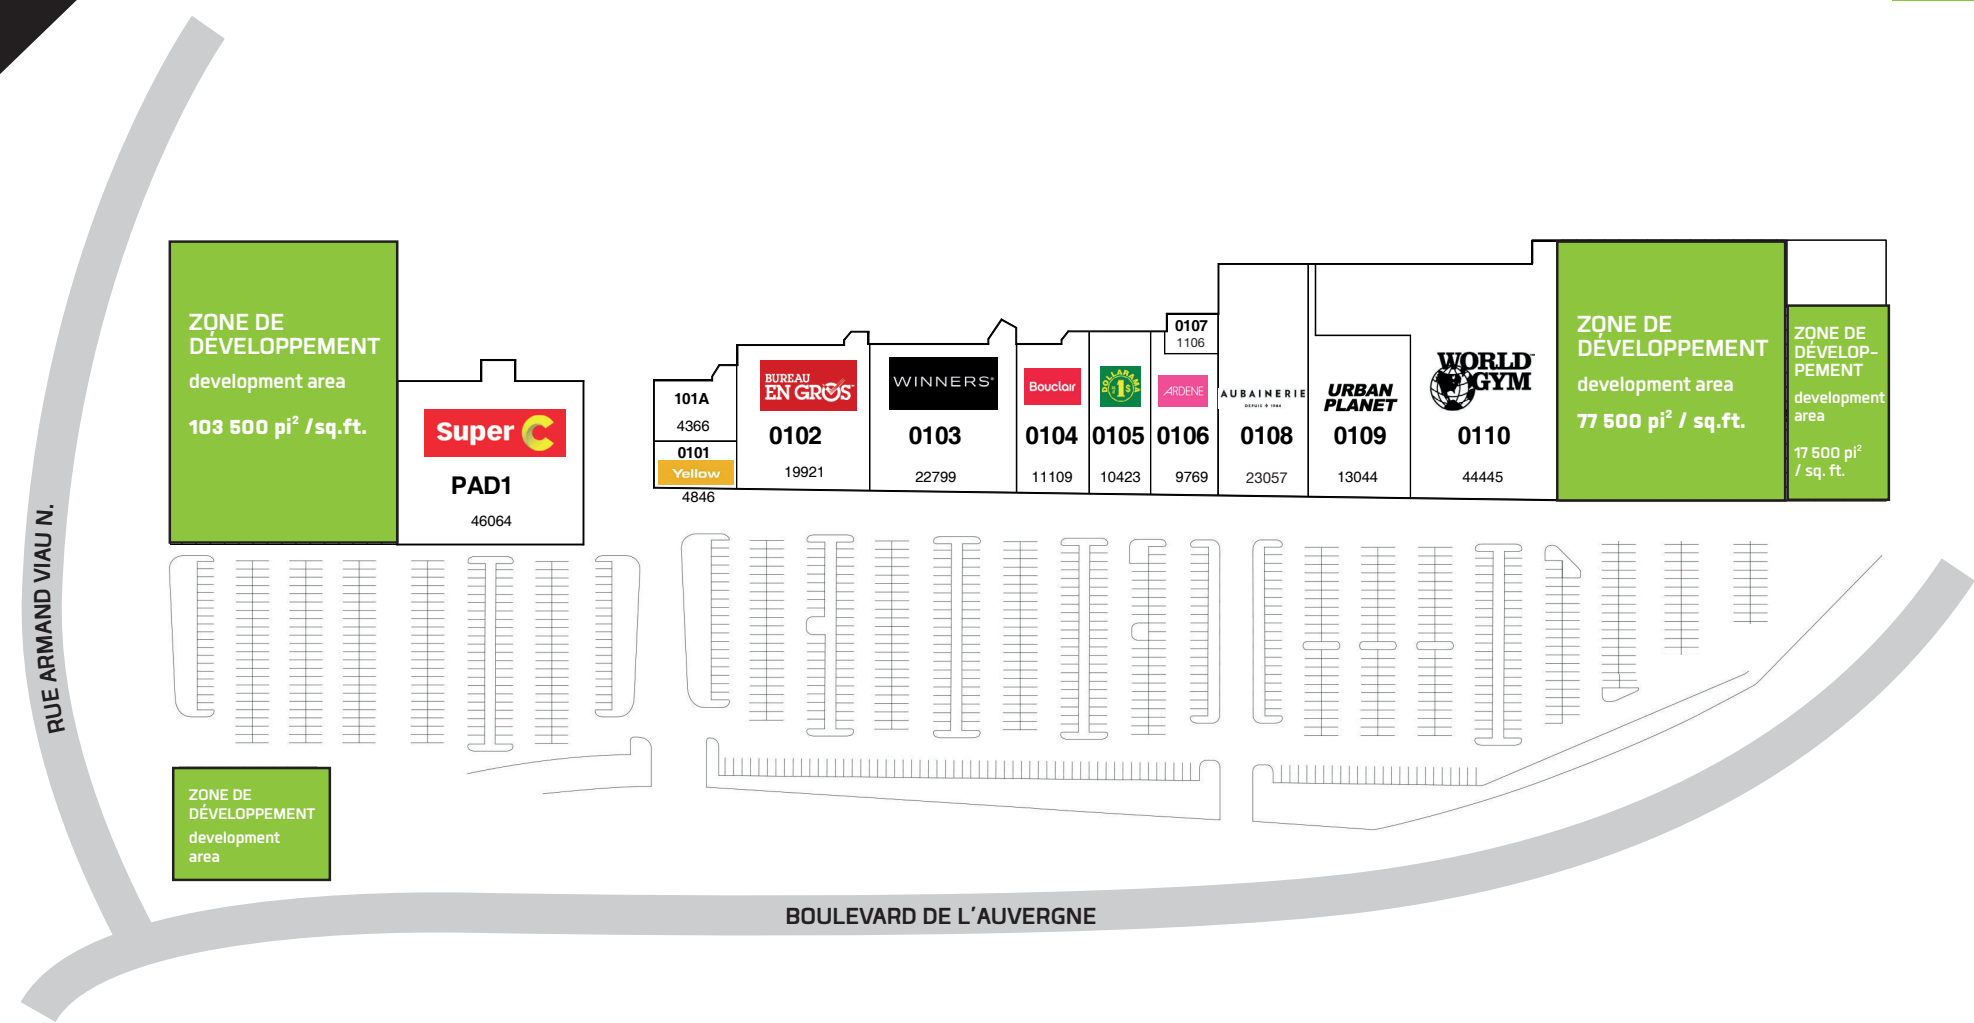 ZONE DE
DÉVELOPPEMENT
development area
103 500 pi² /sq.ft.
Super C
PAD1
46064
101A
4366
0101
Yellow
4846
BUREAU
EN GROS
0102
19921
WINNERS
0103
22799
Bouclair
0104
11109
DOLLARAMA
1$
0105
10423
0107
1106
ARDENE
0106
9769
AUBAINERIE
DEPUIS 1944
0108
23057
URBAN
PLANET
0109
13044
WORLD
GYM
0110
44445
ZONE DE
DÉVELOPPEMENT
development area
77 500 pi² / sq.ft.
ZONE DE
DÉVELOP-
PEMENT
development
area
17 500 pi²
/ sq. ft.
RUE ARMAND VIAU N.
ZONE DE
DÉVELOPPEMENT
development
area
BOULEVARD DE L'AUVERGNE